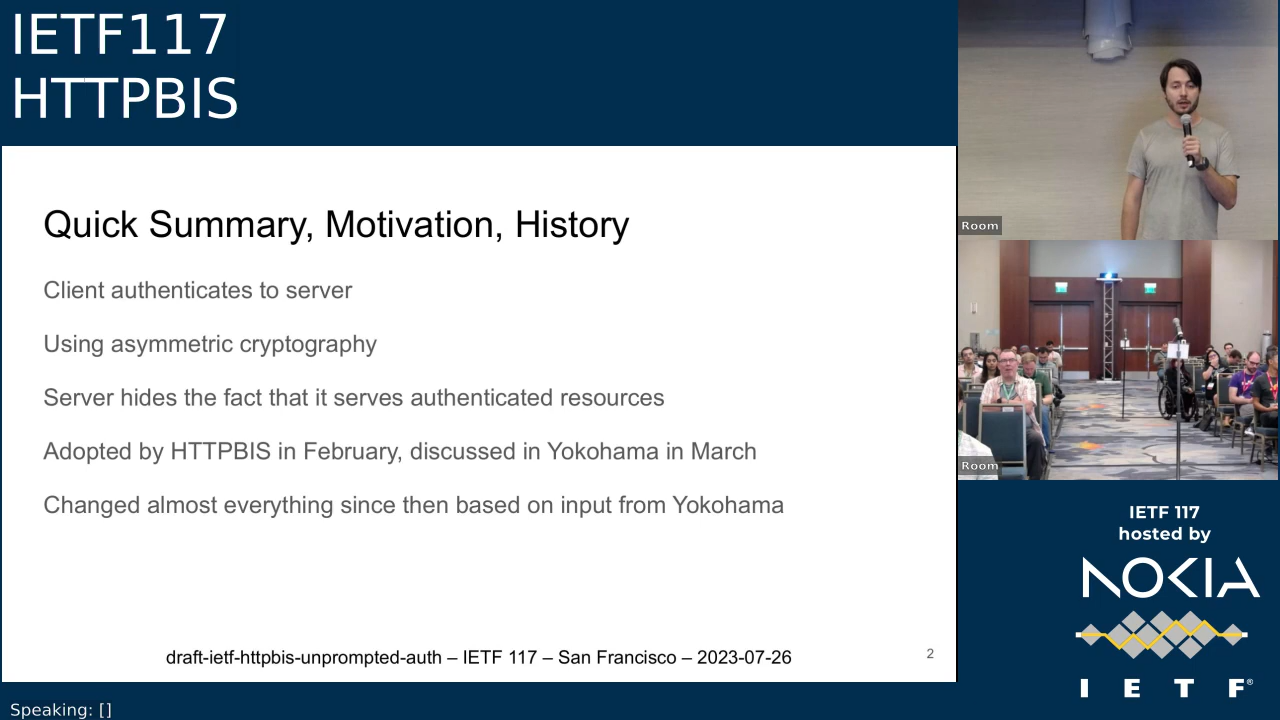 IETF117
HTTPBIS
Quick Summary, Motivation, History
Client authenticates to server
Using asymmetric cryptography
Server hides the fact that it serves authenticated resources
Adopted by HTTPBIS in February, discussed in Yokohama in March
Changed almost everything since then based on input from Yokohama
draft-ietf-httpbis-unprompted-auth – IETF 117 – San Francisco – 2023-07-26
2
Room
Room
IETF 117
hosted by
NOKIA
I E T F®
Speaking: []